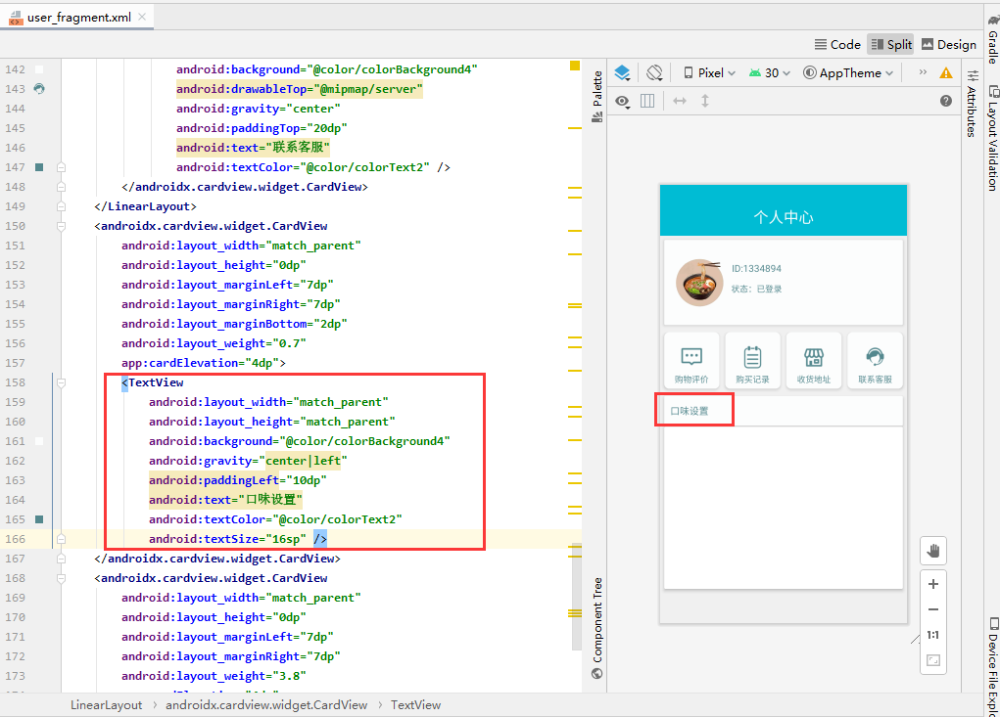 user_fragment.xml
Code Split Design
Pixel 30 AppTheme
142 android:background="@color/colorBackground4"
143 android:drawableTop="@mipmap/server"
144 android:gravity="center"
145 android:paddingTop="20dp"
146 android:text="联系客服"
147 android:textColor="@color/colorText2" />
148 </androidx.cardview.widget.CardView>
149 </LinearLayout>
150 <androidx.cardview.widget.CardView
151 android:layout_width="match_parent"
152 android:layout_height="0dp"
153 android:layout_marginLeft="7dp"
154 android:layout_marginRight="7dp"
155 android:layout_marginBottom="2dp"
156 android:layout_weight="0.7"
157 app:cardElevation="4dp">
158 <TextView
159 android:layout_width="match_parent"
160 android:layout_height="match_parent"
161 android:background="@color/colorBackground4"
162 android:gravity="center|left"
163 android:paddingLeft="10dp"
164 android:text="口味设置"
165 android:textColor="@color/colorText2"
166 android:textSize="16sp" />
167 </androidx.cardview.widget.CardView>
168 <androidx.cardview.widget.CardView
169 android:layout_width="match_parent"
170 android:layout_height="0dp"
171 android:layout_marginLeft="7dp"
172 android:layout_marginRight="7dp"
173 android:layout_weight="3.8"
LinearLayout › androidx.cardview.widget.CardView › TextView
Palette
Component Tree
个人中心
ID:1334894
状态：已登录
购物评价 购买记录 收货地址 联系客服
口味设置
1:1
Attributes
Gradle
Layout Validation
Device File Explo